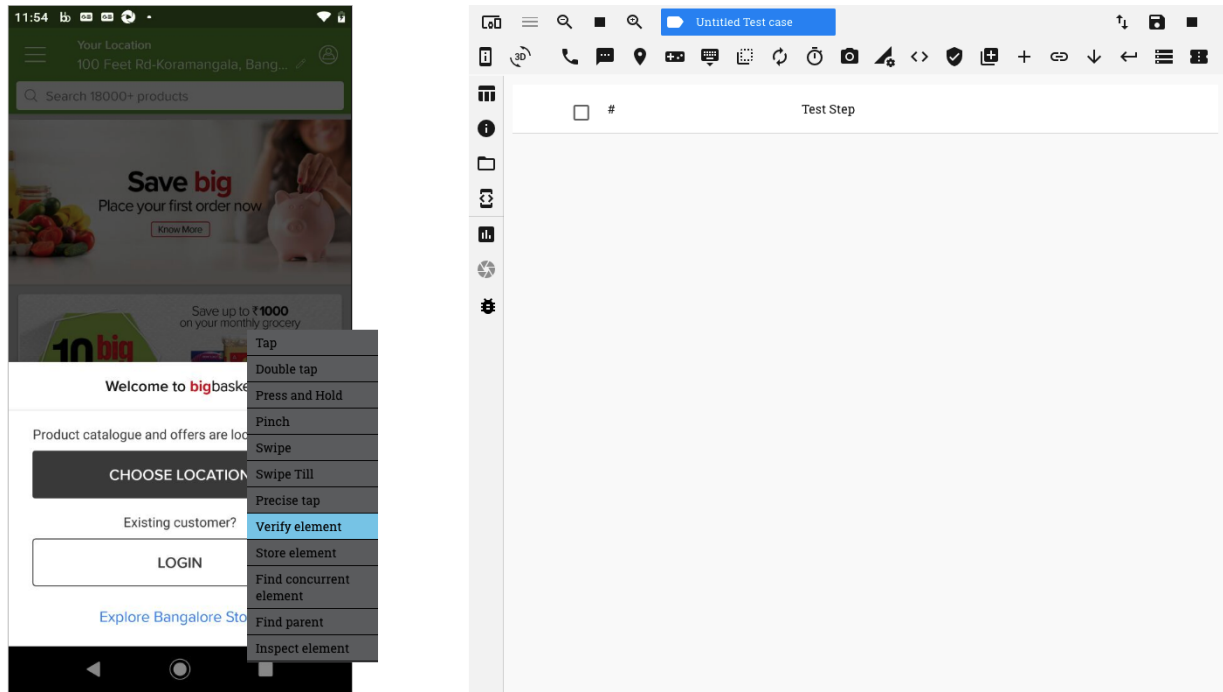 11:54
Your Location
100 Feet Rd-Koramangala, Bang...
Search 18000+ products
Save big
Place your first order now
Know More
Save up to ₹1000
on your monthly grocery
10 big
Welcome to bigbaske
Product catalogue and offers are loc
CHOOSE LOCATION
Existing customer?
LOGIN
Explore Bangalore Sto
Tap
Double tap
Press and Hold
Pinch
Swipe
Swipe Till
Precise tap
Verify element
Store element
Find concurrent
element
Find parent
Inspect element
Untitled Test case
3D
# Test Step